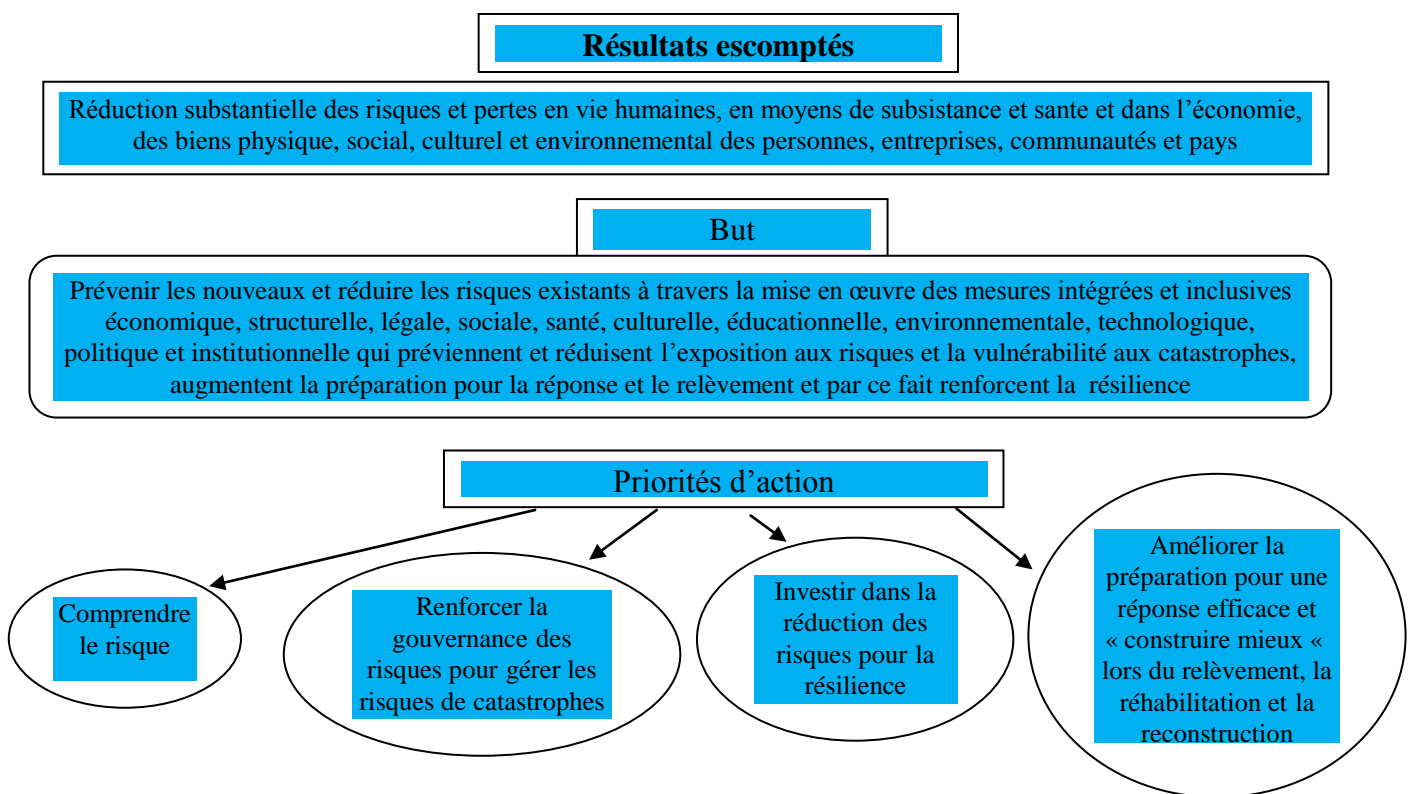 Résultats escomptés
Réduction substantielle des risques et pertes en vie humaines, en moyens de subsistance et sante et dans l’économie,
des biens physique, social, culturel et environnemental des personnes, entreprises, communautés et pays
But
Prévenir les nouveaux et réduire les risques existants à travers la mise en œuvre des mesures intégrées et inclusives
économique, structurelle, légale, sociale, santé, culturelle, éducationnelle, environnementale, technologique,
politique et institutionnelle qui préviennent et réduisent l’exposition aux risques et la vulnérabilité aux catastrophes,
augmentent la préparation pour la réponse et le relèvement et par ce fait renforcent la résilience
Priorités d’action
Comprendre
le risque
Renforcer la
gouvernance des
risques pour gérer les
risques de catastrophes
Investir dans la
réduction des
risques pour la
résilience
Améliorer la
préparation pour une
réponse efficace et
« construire mieux «
lors du relèvement, la
réhabilitation et la
reconstruction